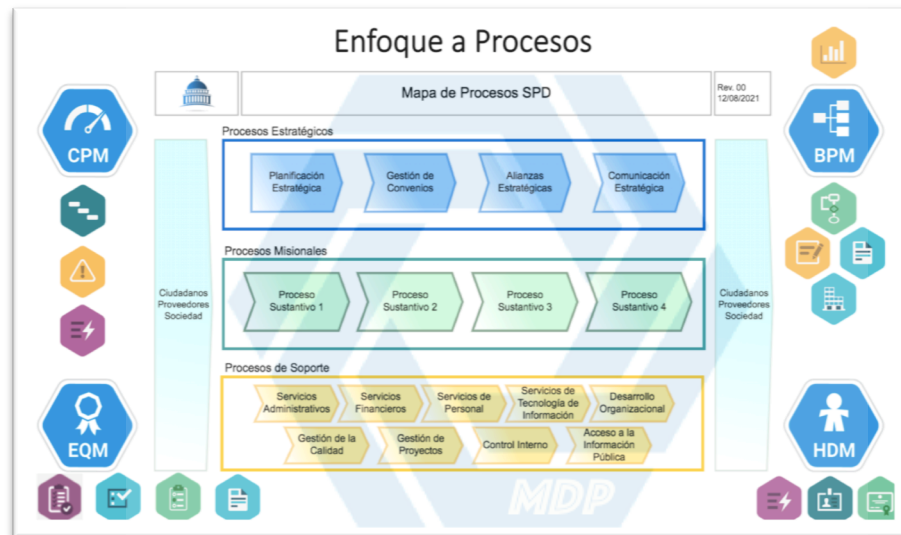 Enfoque a Procesos
Mapa de Procesos SPD
Rev. 00
12/08/2021
CPM
BPM
Procesos Estratégicos
Planificación
Estratégica
Gestión de
Convenios
Alianzas
Estratégicas
Comunicación
Estratégica
Procesos Misionales
Ciudadanos
Proveedores
Sociedad
Proceso
Sustantivo 1
Proceso
Sustantivo 2
Proceso
Sustantivo 3
Proceso
Sustantivo 4
Ciudadanos
Proveedores
Sociedad
Procesos de Soporte
Servicios
Administrativos
Servicios
Financieros
Servicios de
Personal
Servicios de
Tecnología de
Información
Desarrollo
Organizacional
Gestión de la
Calidad
Gestión de
Proyectos
Control Interno
Acceso a la
Información
Pública
EQM
HDM
MDP